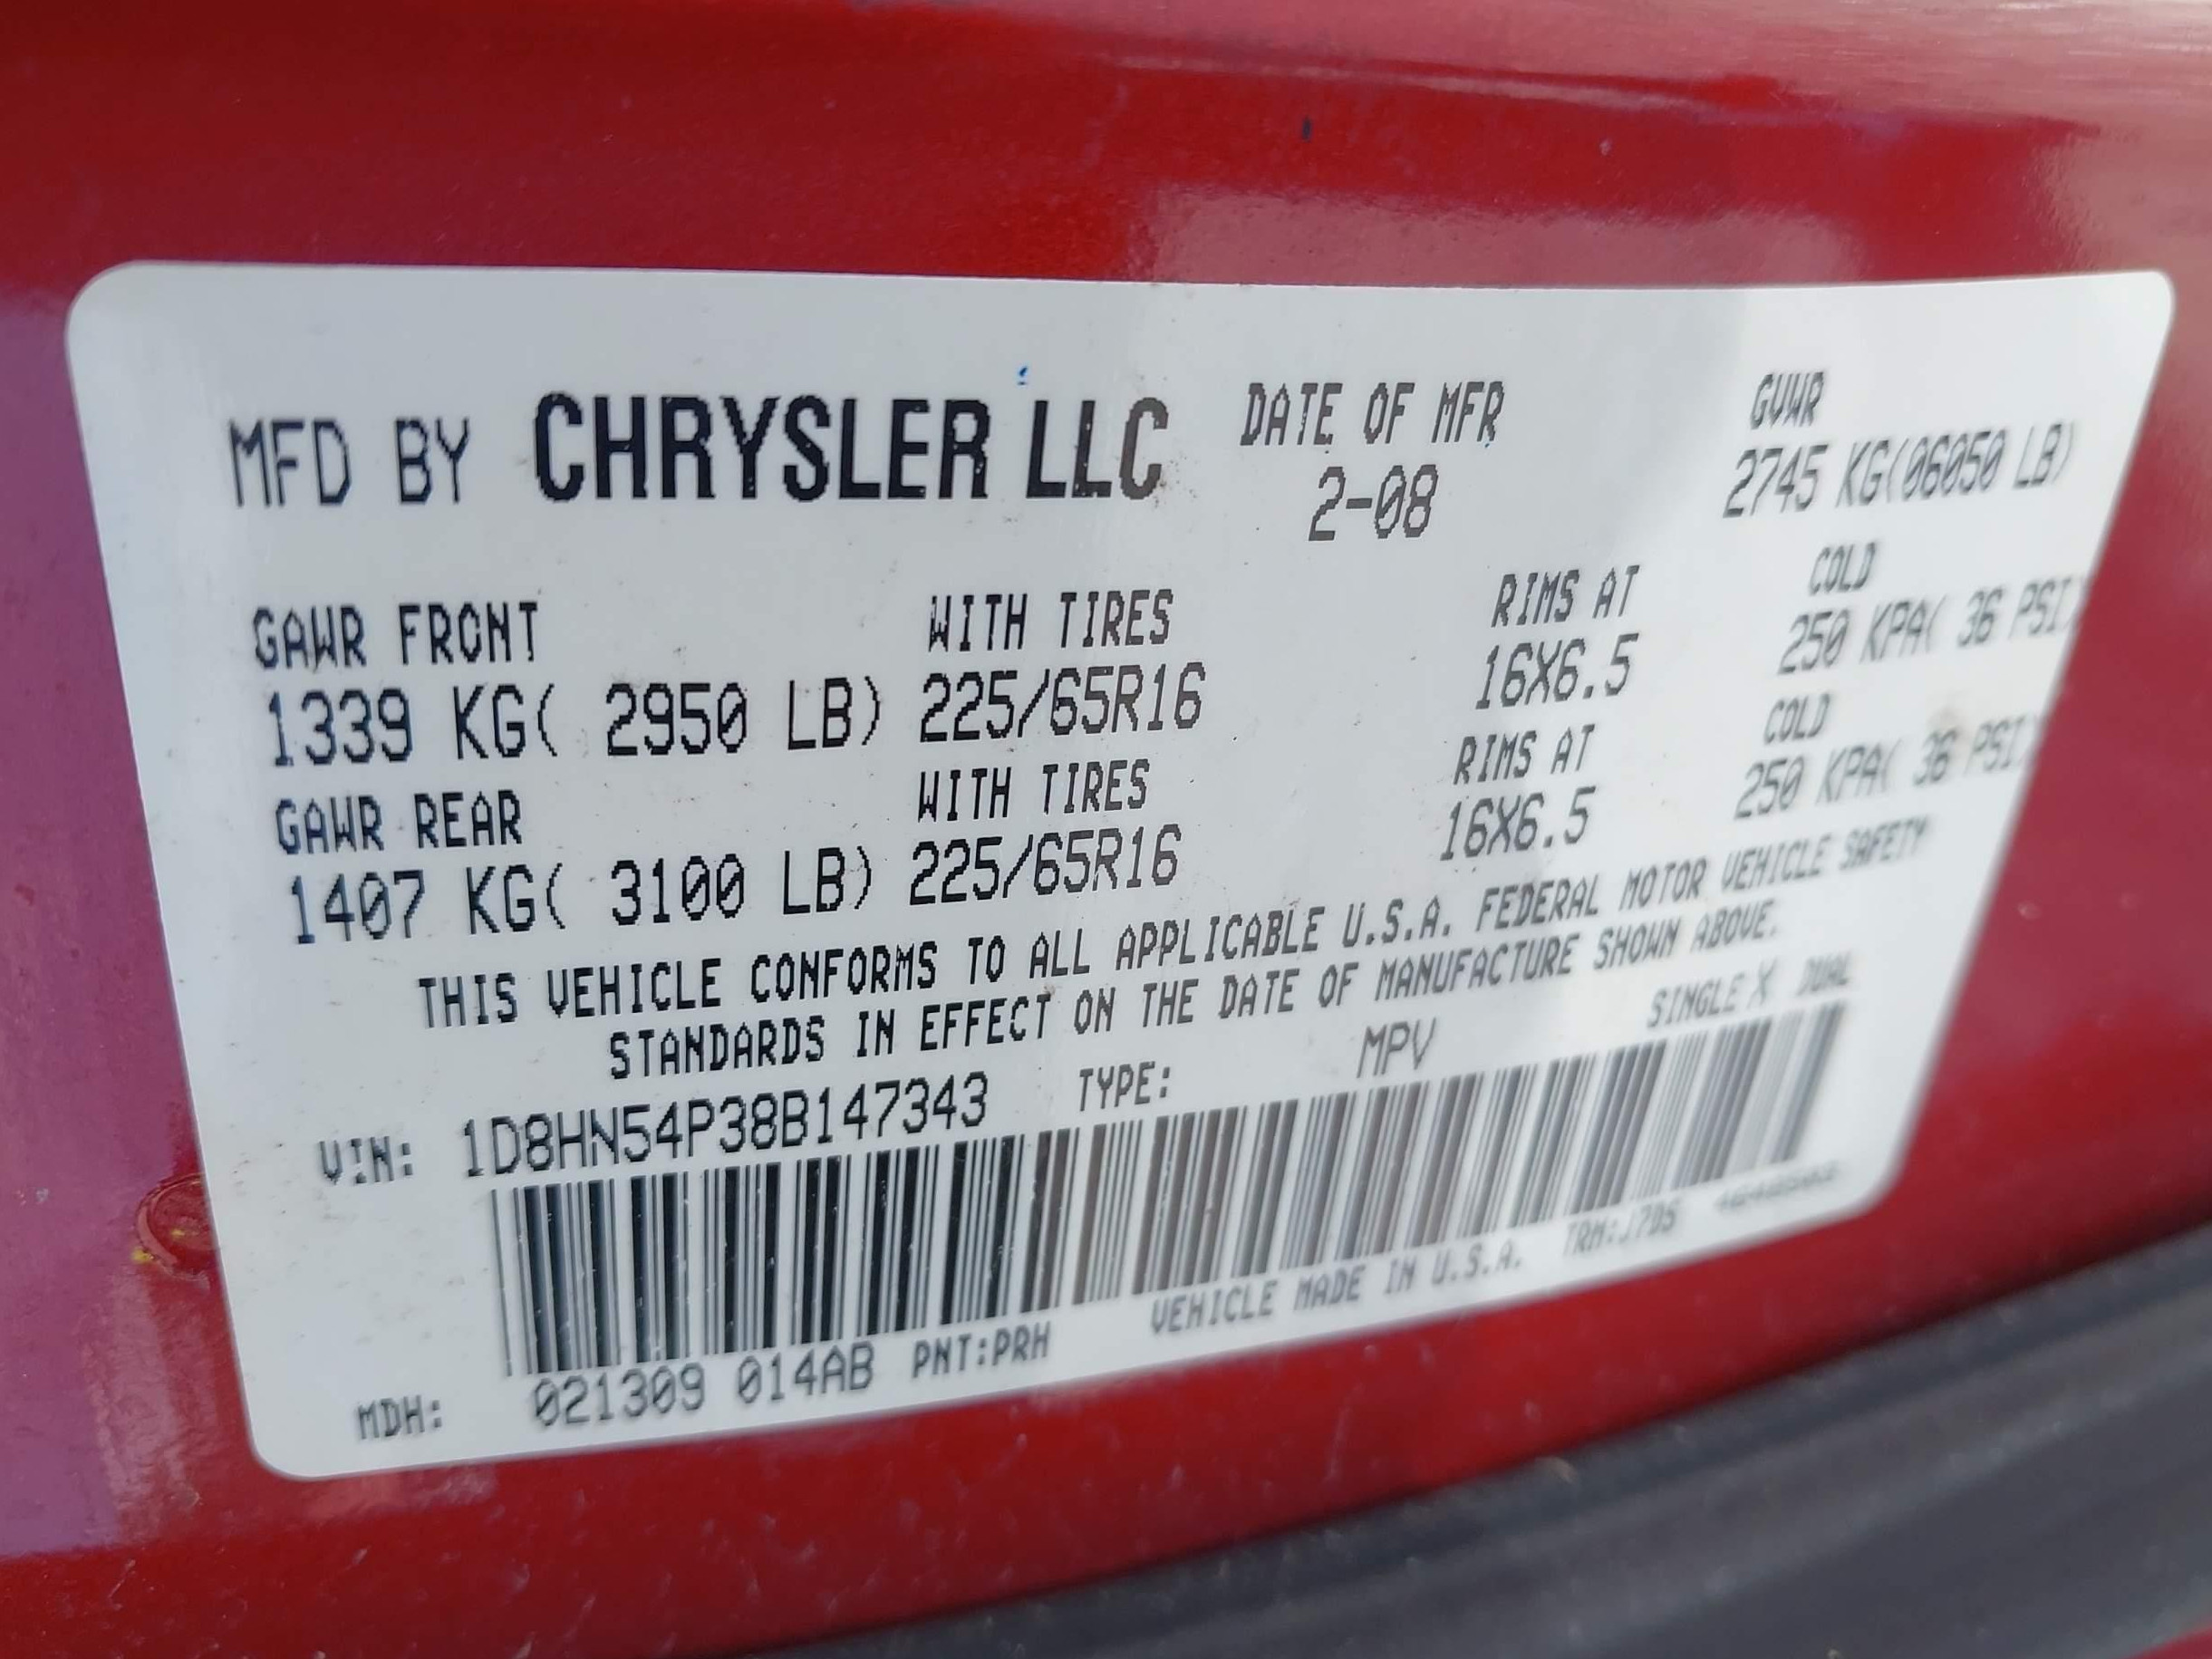 MFD BY CHRYSLER LLC DATE OF MFR GVWR
2-08 2745 KG(06050 LB)
GAWR FRONT WITH TIRES RIMS AT COLD
1339 KG( 2950 LB) 225/65R16 16X6.5 250 KPA( 36 PSI)
GAWR REAR WITH TIRES RIMS AT COLD
1407 KG( 3100 LB) 225/65R16 16X6.5 250 KPA( 36 PSI)
THIS VEHICLE CONFORMS TO ALL APPLICABLE U.S.A. FEDERAL MOTOR VEHICLE SAFETY
STANDARDS IN EFFECT ON THE DATE OF MANUFACTURE SHOWN ABOVE.
VIN: 1D8HN54P38B147343 TYPE: MPV SINGLE X DUAL
MDH: 021309 014AB PNT:PRH VEHICLE MADE IN U.S.A. TRM:J7D5